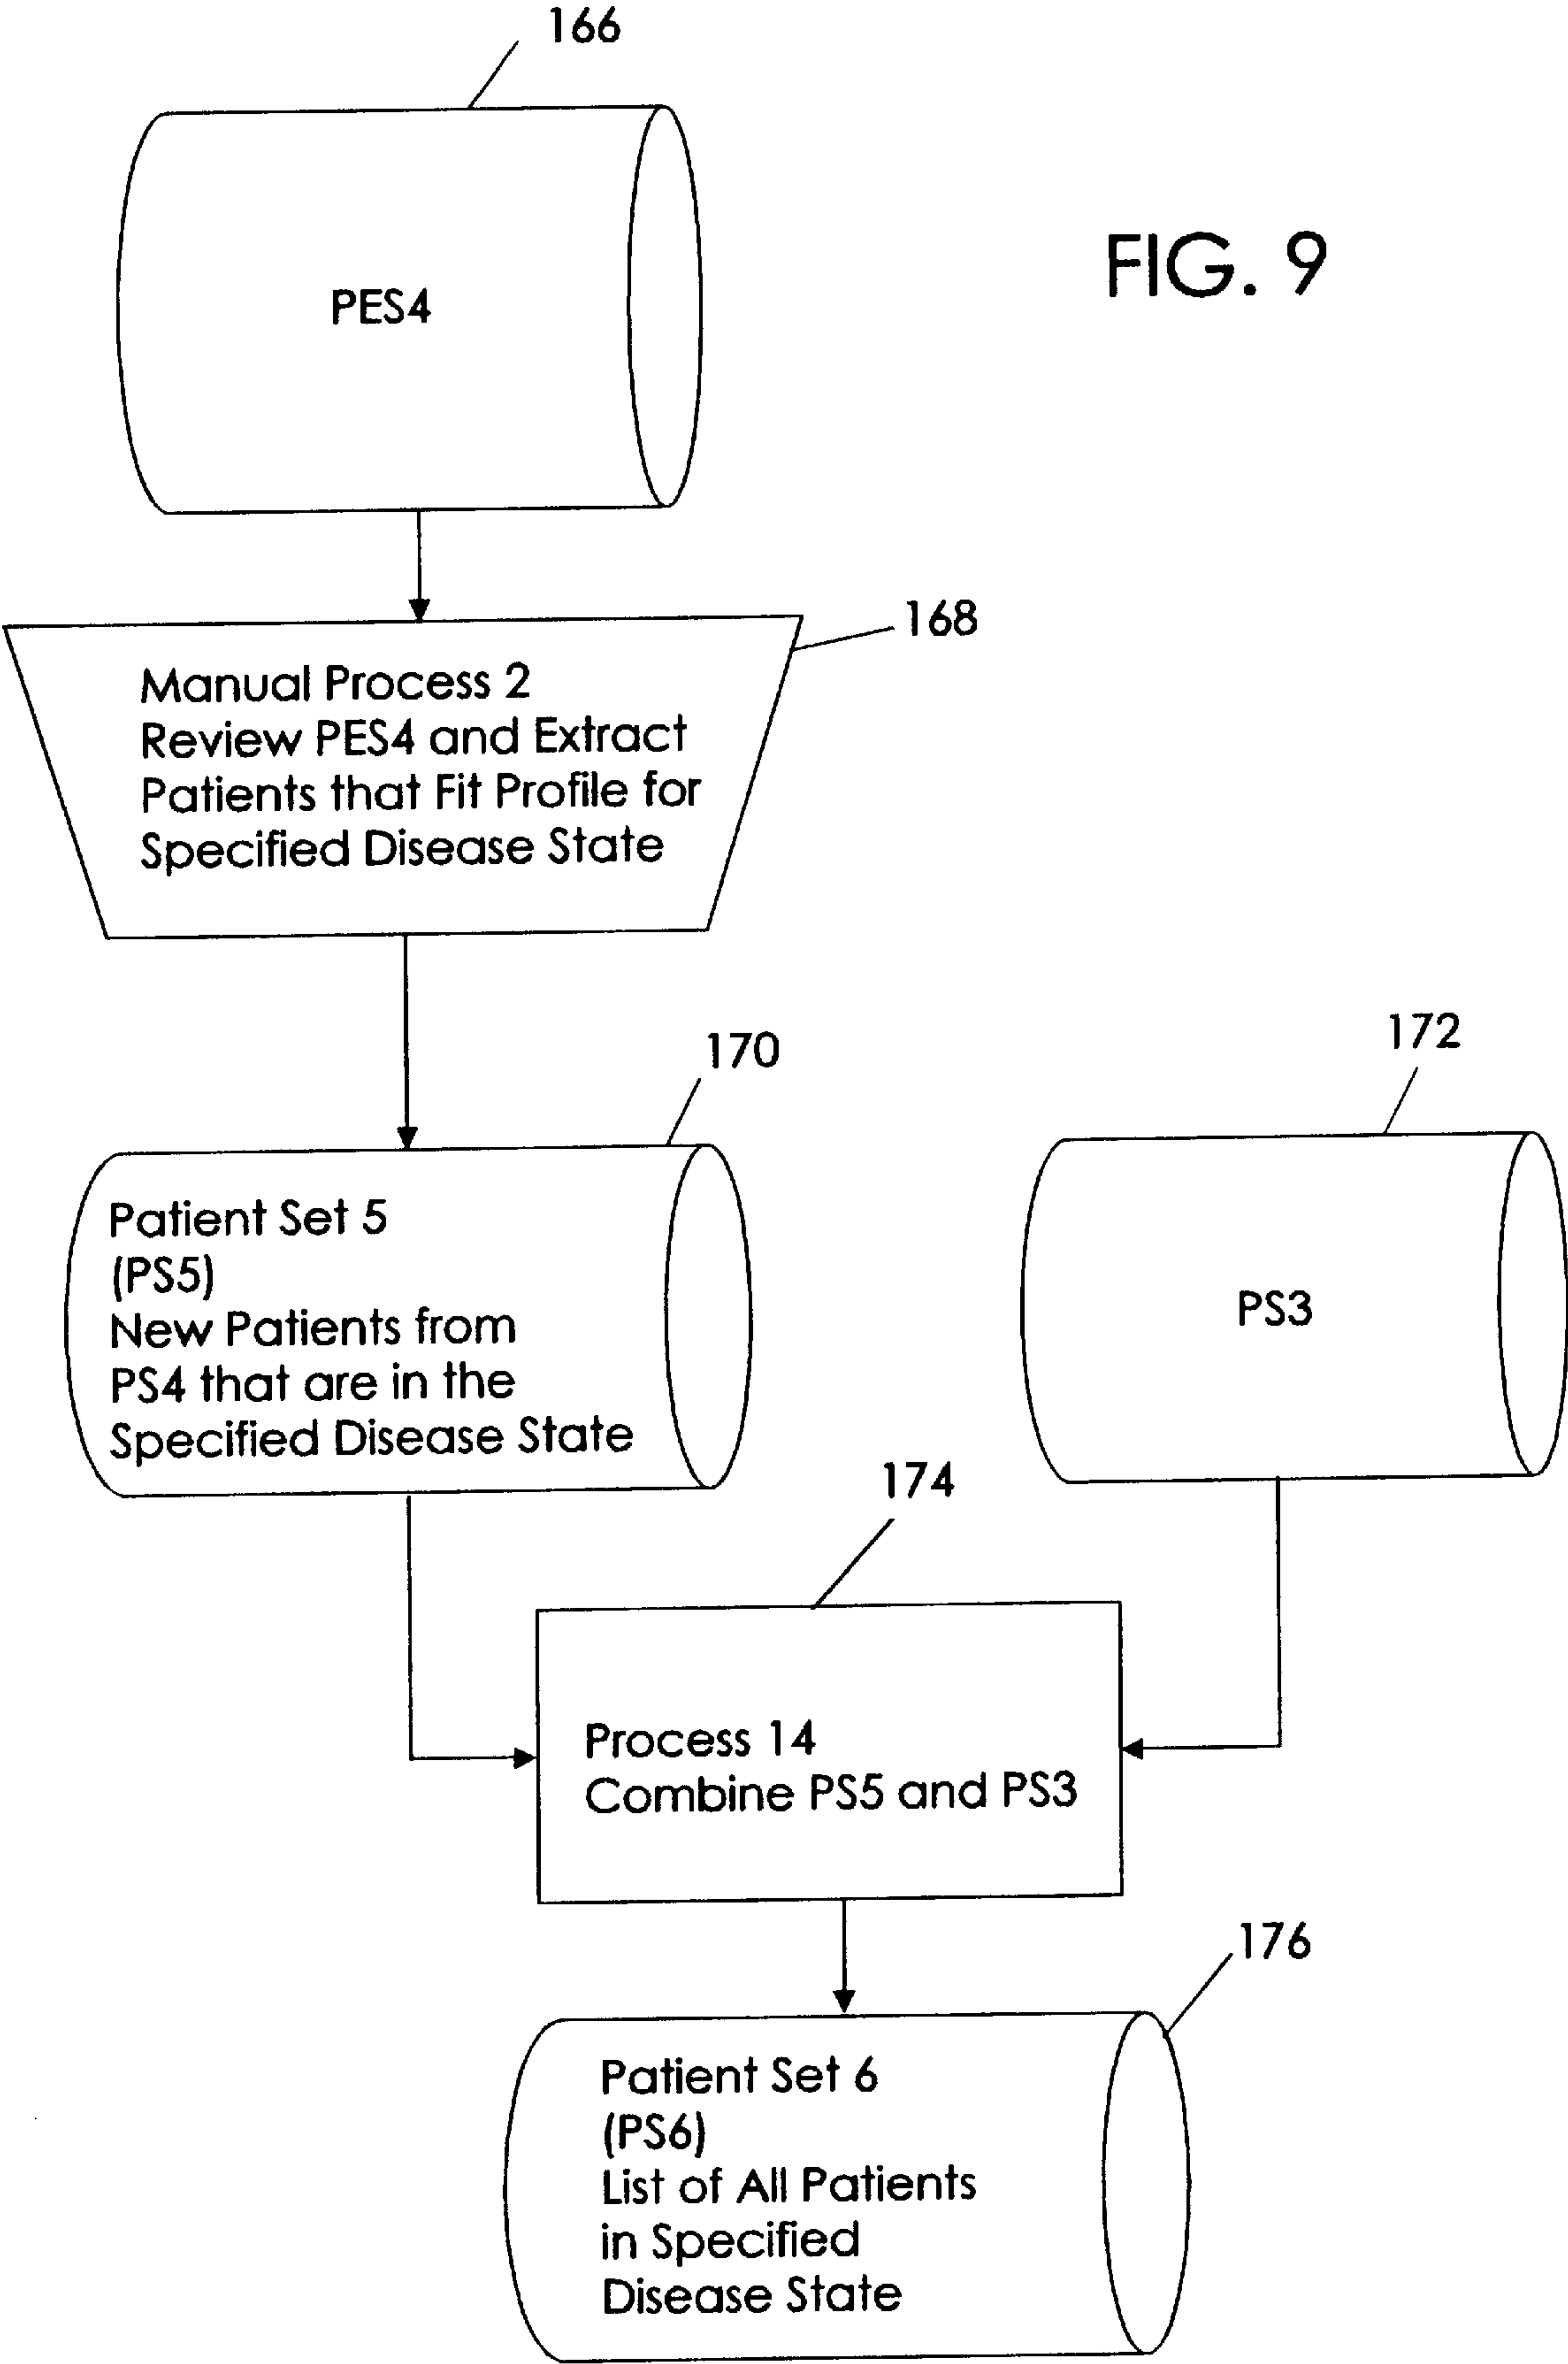 166
FIG. 9
PES4
168
Manual Process 2
Review PES4 and Extract
Patients that Fit Profile for
Specified Disease State
170
172
Patient Set 5
(PS5)
New Patients from
PS4 that are in the
Specified Disease State
PS3
174
Process 14
Combine PS5 and PS3
176
Patient Set 6
(PS6)
List of All Patients
in Specified
Disease State